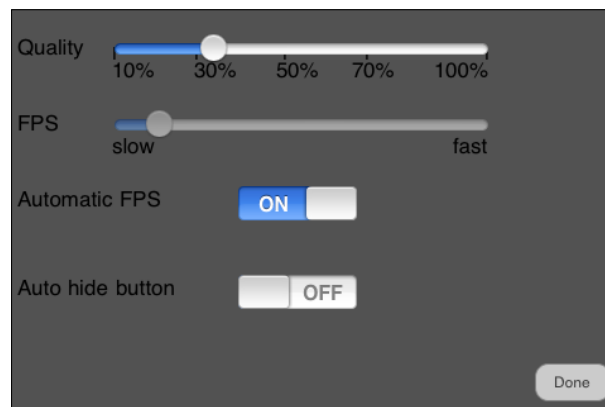 Quality
10% 30% 50% 70% 100%
FPS
slow fast
Automatic FPS ON
Auto hide button OFF
Done